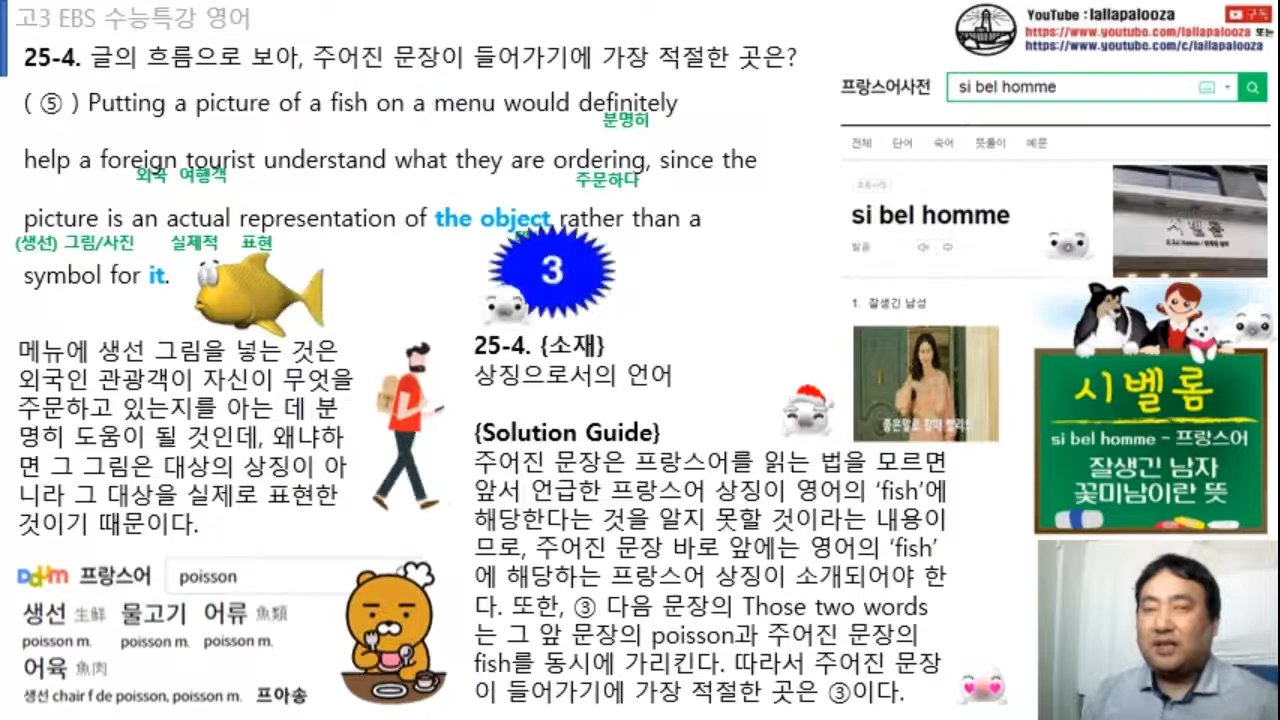 고3 EBS 수능특강 영어
25-4. 글의 흐름으로 보아, 주어진 문장이 들어가기에 가장 적절한 곳은?
( ⑤ ) Putting a picture of a fish on a menu would definitely
분명히
help a foreign tourist understand what they are ordering, since the
외국 여행객 주문하다
picture is an actual representation of the object rather than a
(생선) 그림/사진 실제적 표현
symbol for it.
3
메뉴에 생선 그림을 넣는 것은
외국인 관광객이 자신이 무엇을
주문하고 있는지를 아는 데 분
명히 도움이 될 것인데, 왜냐하
면 그 그림은 대상의 상징이 아
니라 그 대상을 실제로 표현한
것이기 때문이다.
Daum 프랑스어 poisson
생선 生鮮 물고기 어류 魚類
poisson m. poisson m. poisson m.
어육 魚肉
생선 chair f de poisson, poisson m. 프아송
25-4. {소재}
상징으로서의 언어
{Solution Guide}
주어진 문장은 프랑스어를 읽는 법을 모르면
앞서 언급한 프랑스어 상징이 영어의 ‘fish’에
해당한다는 것을 알지 못할 것이라는 내용이
므로, 주어진 문장 바로 앞에는 영어의 ‘fish’
에 해당하는 프랑스어 상징이 소개되어야 한
다. 또한, ③ 다음 문장의 Those two words
는 그 앞 문장의 poisson과 주어진 문장의
fish를 동시에 가리킨다. 따라서 주어진 문장
이 들어가기에 가장 적절한 곳은 ③이다.
YouTube : lallapalooza
구독
https://www.youtube.com/lallapalooza 또는
https://www.youtube.com/c/lallapalooza
프랑스어사전 si bel homme
전체 단어 숙어 뜻풀이 예문
si bel homme
발음
시벨롬
1. 잘생긴 남성
시벨롬
si bel homme - 프랑스어
잘생긴 남자
꽃미남이란 뜻